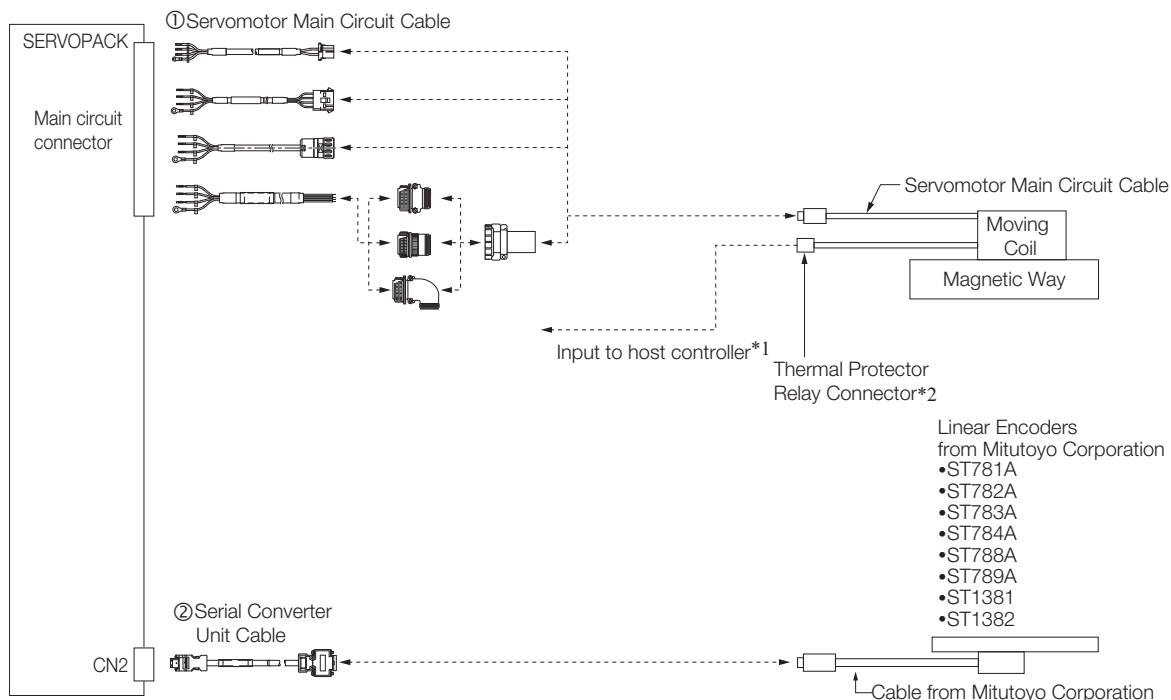 ①Servomotor Main Circuit Cable
SERVOPACK
Main circuit
connector
Servomotor Main Circuit Cable
Moving
Coil
Magnetic Way
Input to host controller*1
Thermal Protector
Relay Connector*2
Linear Encoders
from Mitutoyo Corporation
•ST781A
•ST782A
•ST783A
•ST784A
•ST788A
•ST789A
•ST1381
•ST1382
②Serial Converter
Unit Cable
CN2
Cable from Mitutoyo Corporation